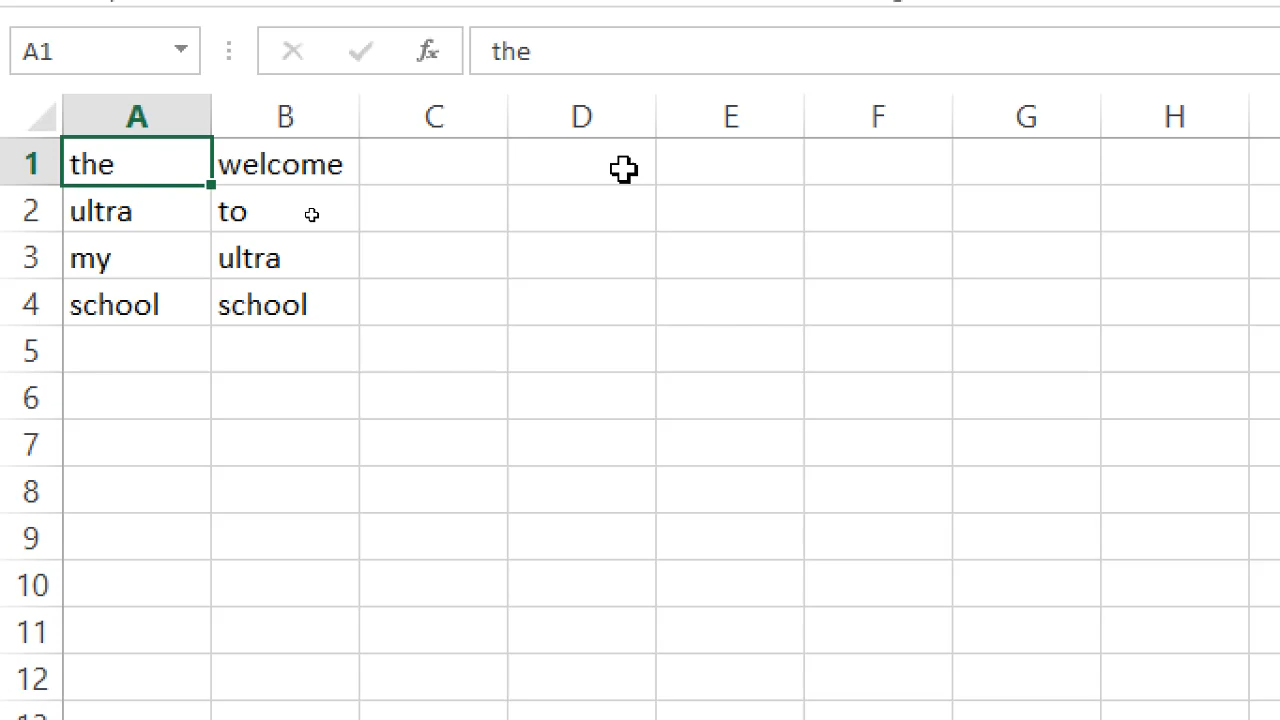 A1 fx the
A B C D E F G H
1 the welcome
2 ultra to
3 my ultra
4 school school
5
6
7
8
9
10
11
12